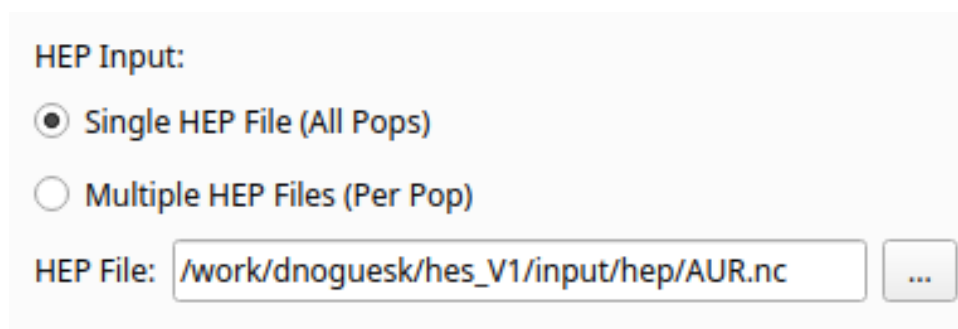 HEP Input:
Single HEP File (All Pops)
Multiple HEP Files (Per Pop)
HEP File: /work/dnoguesk/hes_V1/input/hep/AUR.nc ...